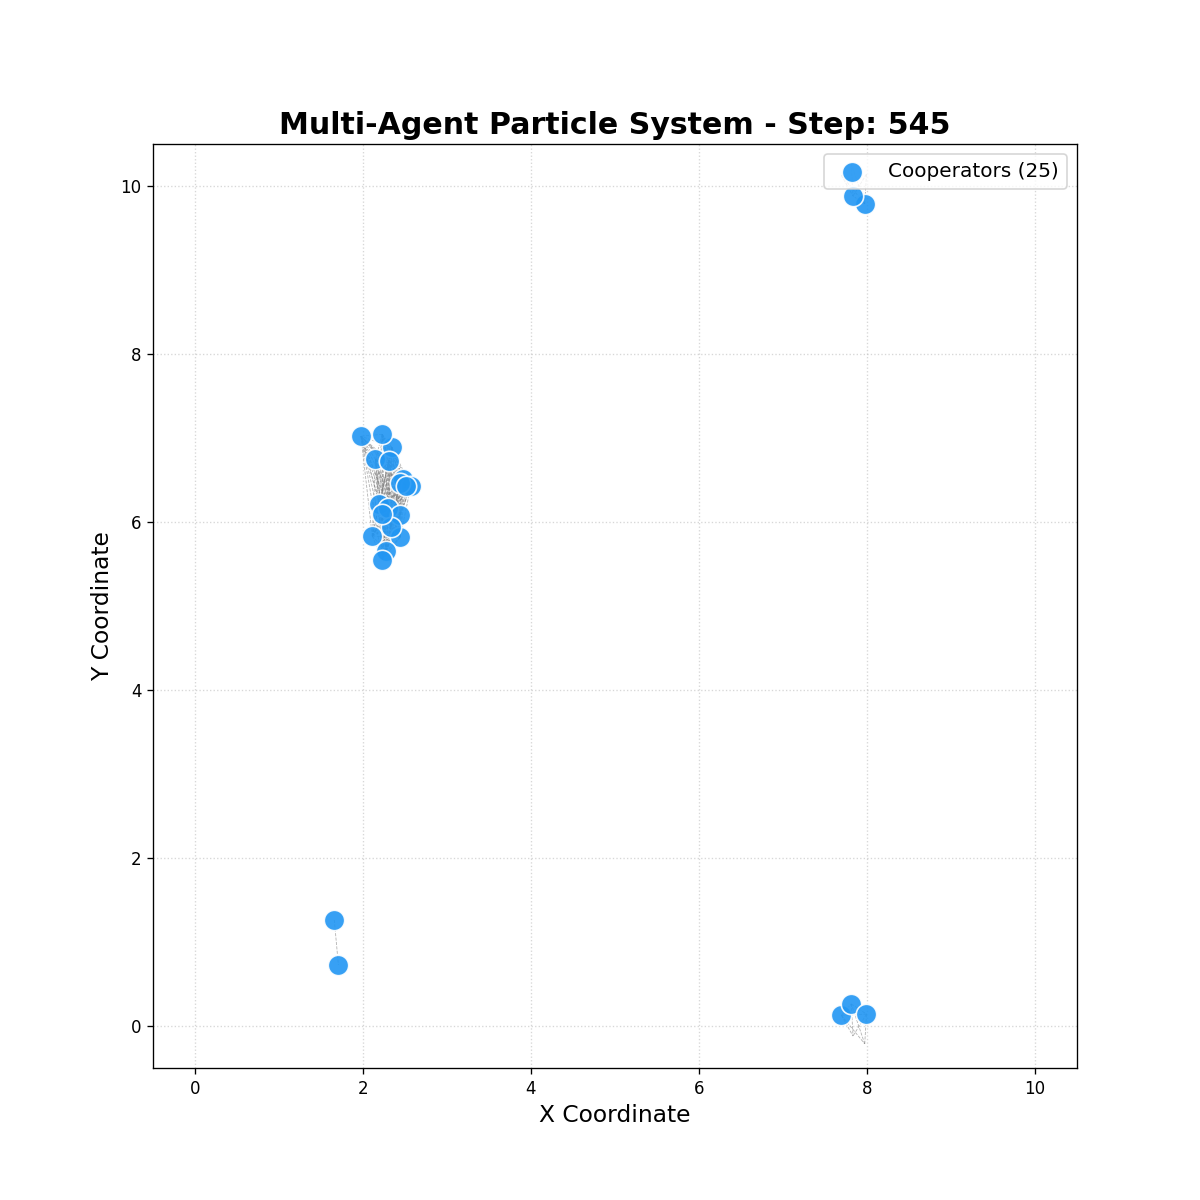 Multi-Agent Particle System - Step: 545
Cooperators (25)
10
8
6
4
2
0
Y Coordinate
0 2 4 6 8 10
X Coordinate